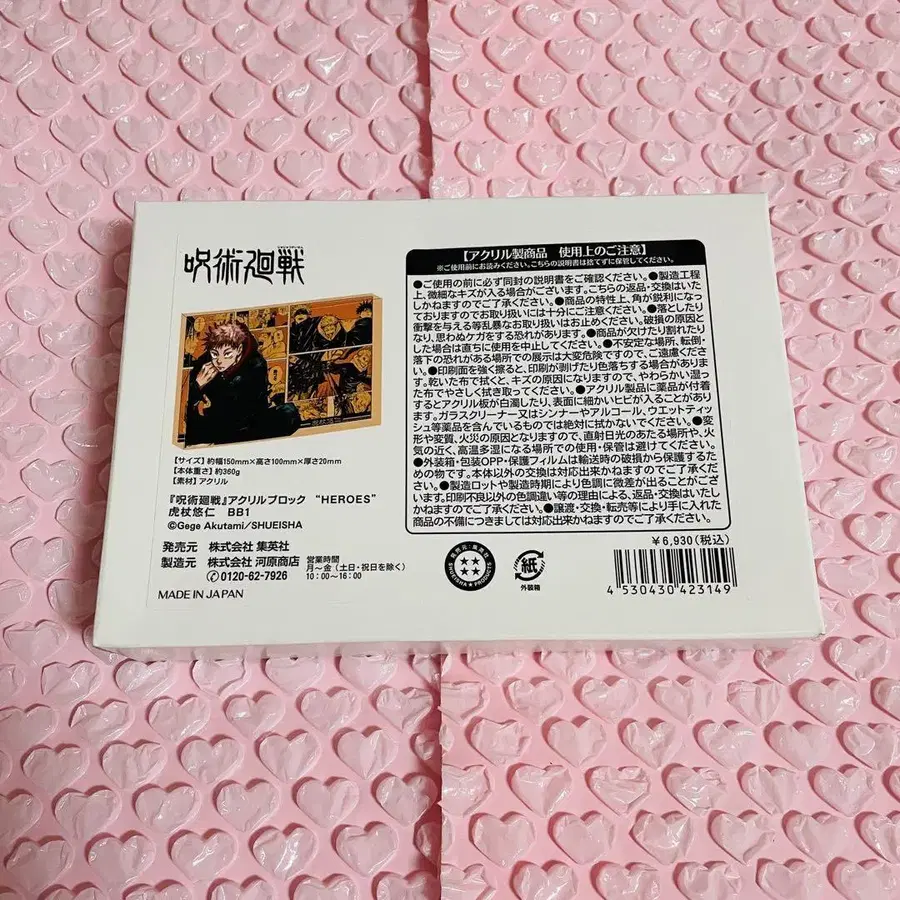 呪術廻戦
【サイズ】約幅150mm×高さ100mm×厚さ20mm
【本体重さ】約360g
【素材】アクリル
『呪術廻戦』アクリルブロック “HEROES”
虎杖悠仁 BB1
©Gege Akutami/SHUEISHA
発売元 株式会社 集英社
製造元 株式会社 河原商店
営業時間
月～金(土日・祝日を除く)
✆0120-62-7926
10:00～16:00
MADE IN JAPAN
【アクリル製商品 使用上のご注意】
※ご使用前にお読みください。こちらの説明書は捨てずに保管してください。
●ご使用の前に必ず同封の説明書をご確認ください。●製造工程
上、微細なキズが入る場合がございます。こちらの返品・交換はいた
しかねますのでご了承ください。●商品の特性上、角が鋭利になっ
ておりますのでお取り扱いには十分にご注意ください。●落としたり
衝撃を与える等乱暴なお取り扱いはお止めください。破損の原因と
なり、思わぬケガをする恐れがあります。●商品が欠けたり割れたり
した場合は直ちに使用を中止してください。●不安定な場所、転倒・
落下の恐れがある場所での展示は大変危険ですので、ご遠慮くださ
い。●印刷面を強く擦ると、印刷が剥げたり色落ちする場合があり
ます。乾いた布で拭くと、キズの原因になりますので、やわらかい湿っ
た布でやさしく拭き取ってください。●アクリル製品に薬品が付着
するとアクリル板が白濁したり、表面に細かいヒビが入ることがあり
ます。ガラスクリーナー又はシンナーやアルコール、ウエットティッ
シュ等薬品を含んでいるものでは絶対に拭かないでください。●変
形や変質、火災の原因となりますので、直射日光のあたる場所や、火
気の近く、高温多湿になる場所での使用・保管は避けてください。
●外装箱・包装OPP・保護フィルムは輸送時の破損から保護するた
めの物です。本体以外の交換は対応出来かねますのでご了承くださ
い。●製造ロットや製造時期により色調に微差が出ることがござい
ます。印刷不良以外の色調違い等の理由による、返品・交換はいたし
かねますのでご了承ください。●譲渡・交換・転売等により手に入れた
商品の不備につきましては対応出来かねますのでご了承ください。
¥6,930(税込)
SHUEISHA PRODUCTS
紙
外装箱
4 530430 423149